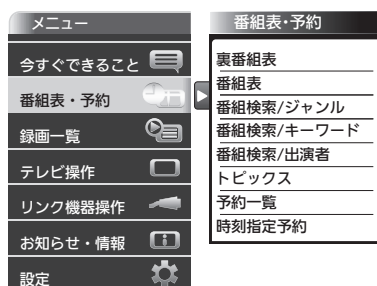 メニュー
今すぐできること
番組表・予約
録画一覧
テレビ操作
リンク機器操作
お知らせ・情報
設定
番組表・予約
裏番組表
番組表
番組検索/ジャンル
番組検索/キーワード
番組検索/出演者
トピックス
予約一覧
時刻指定予約